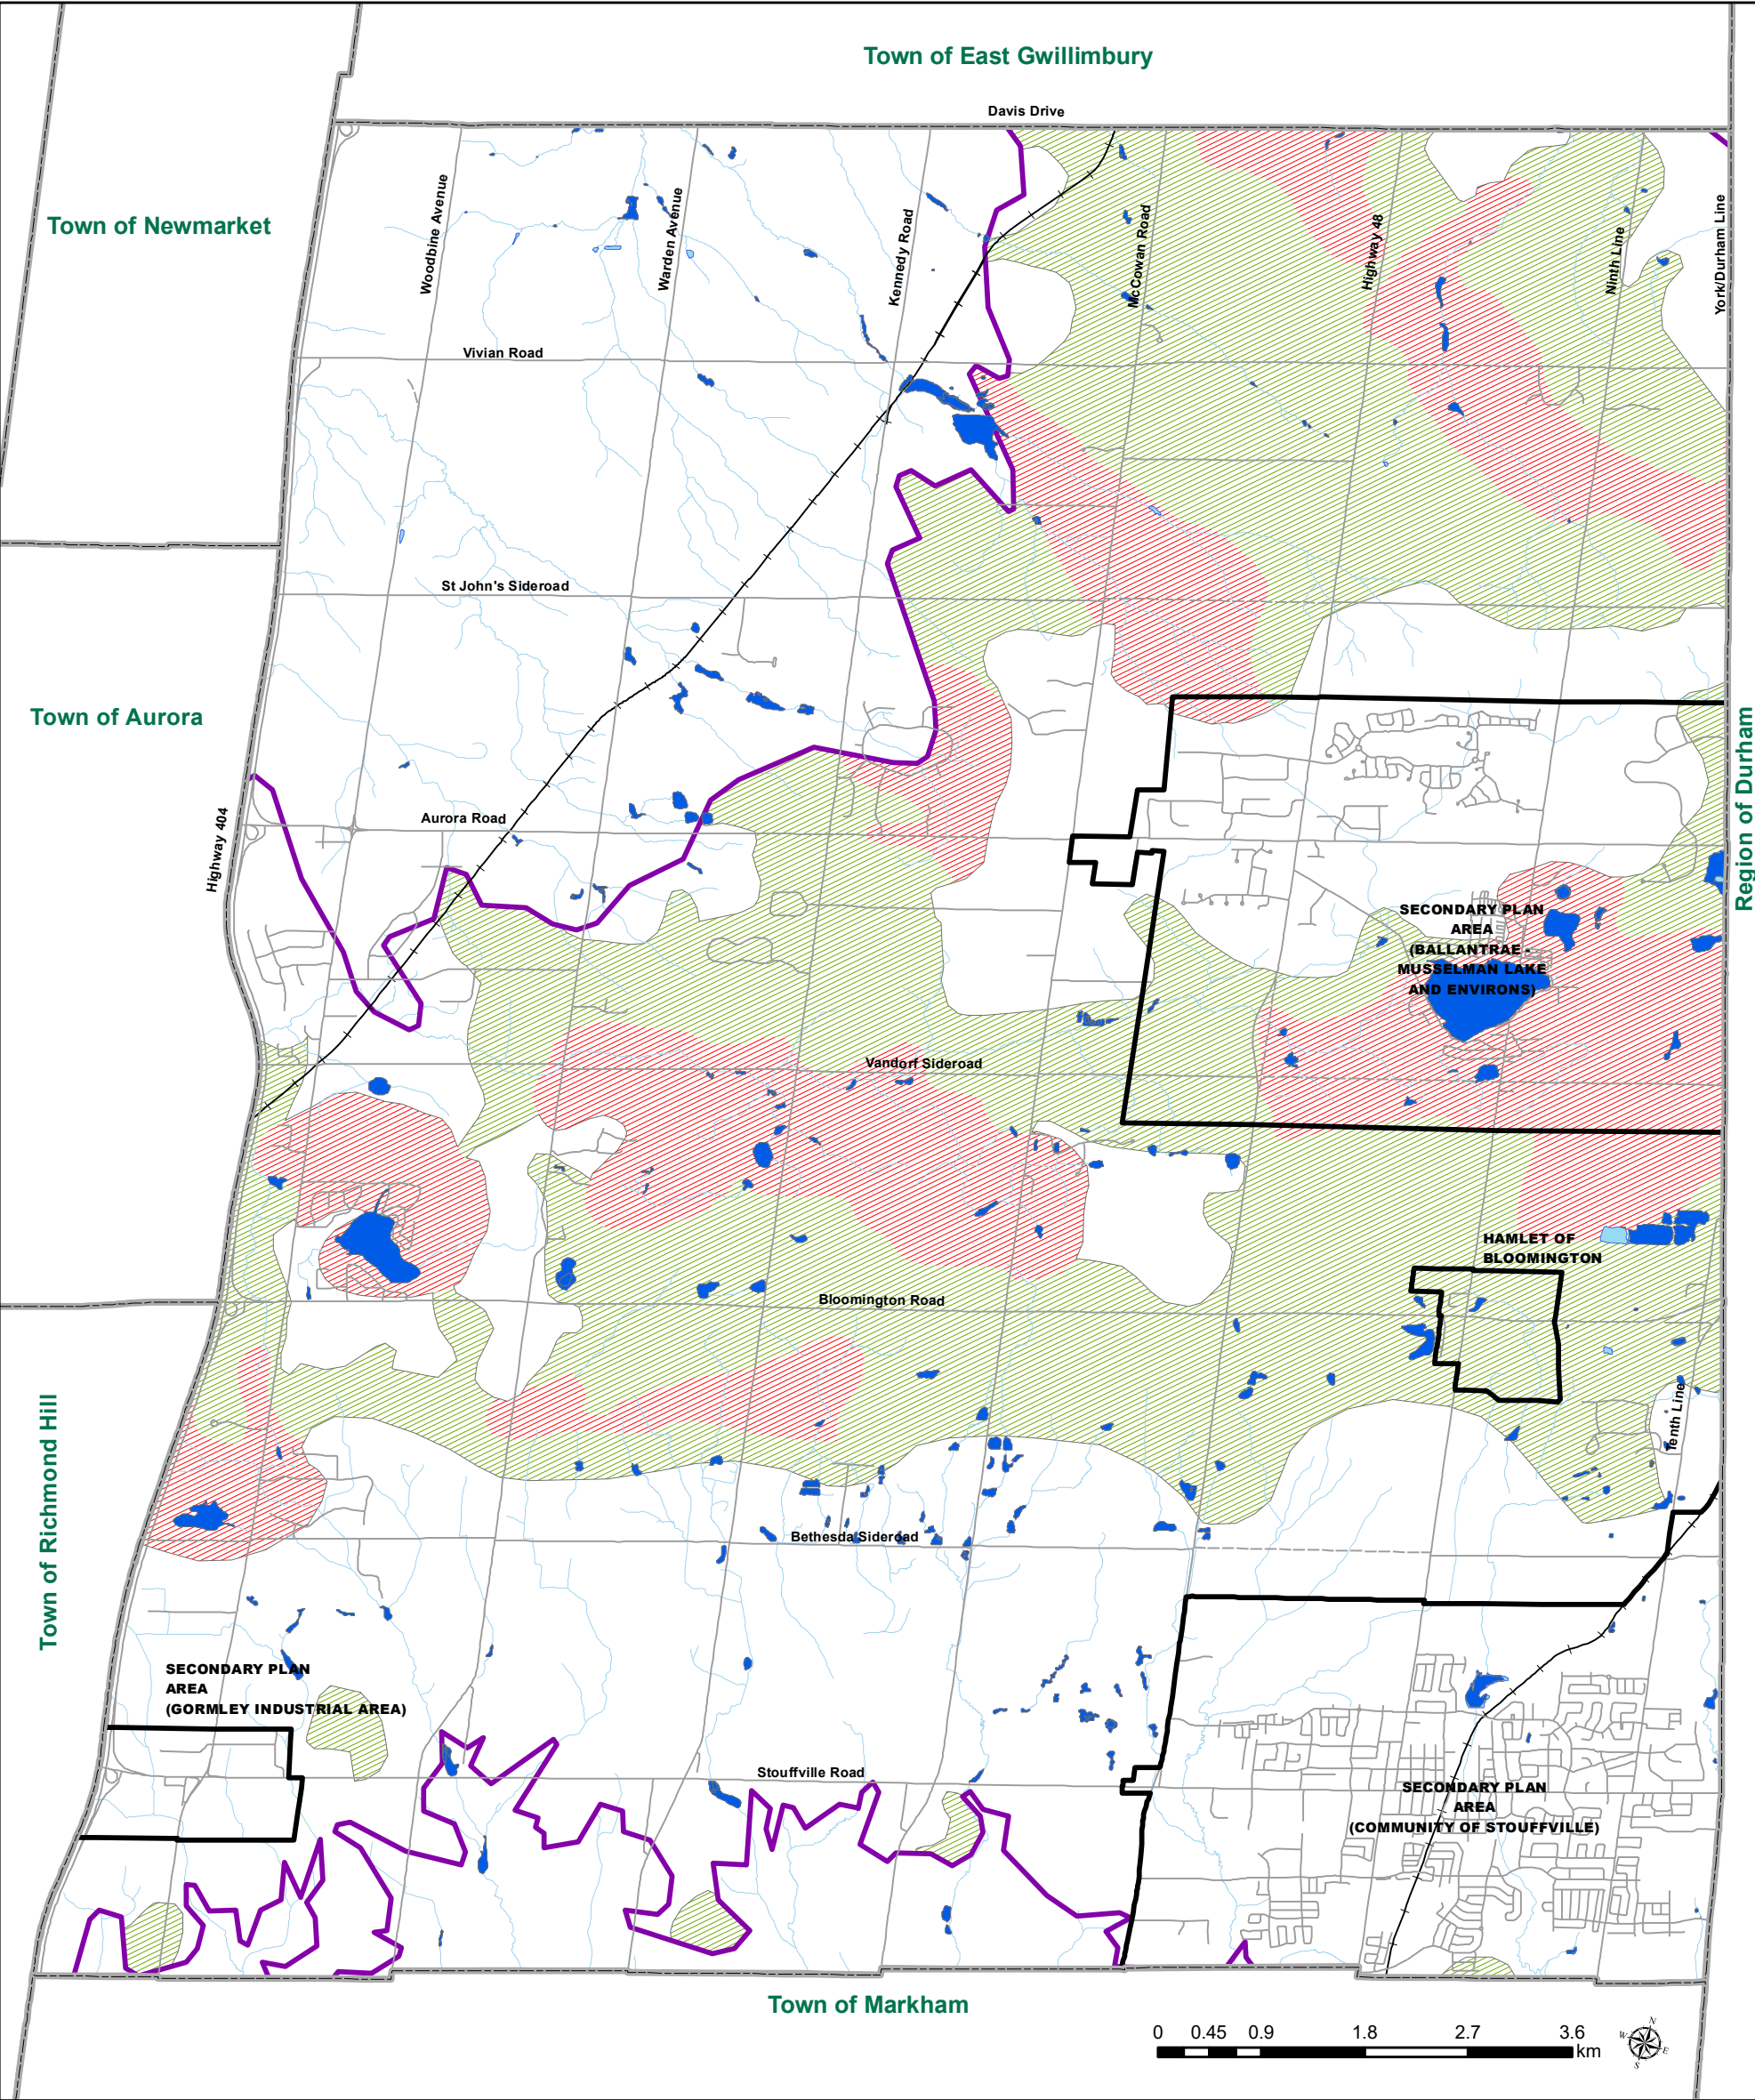 Town of East Gwillimbury
Davis Drive
Town of Newmarket
Woodbine Avenue
Warden Avenue
Kennedy Road
McCowan Road
Highway 48
Ninth Line
York/Durham Line
Vivian Road
St John's Sideroad
Town of Aurora
Region of Durham
Highway 404
Aurora Road
SECONDARY PLAN
AREA
(BALLANTRAE -
MUSSELMAN LAKE
AND ENVIRONS)
Vandorf Sideroad
HAMLET OF
BLOOMINGTON
Bloomington Road
Tenth Line
Town of Richmond Hill
Bethesda Sideroad
SECONDARY PLAN
AREA
(GORMLEY INDUSTRIAL AREA)
Stouffville Road
SECONDARY PLAN
AREA
(COMMUNITY OF STOUFFVILLE)
Town of Markham
0 0.45 0.9 1.8 2.7 3.6
km
N
W E
S